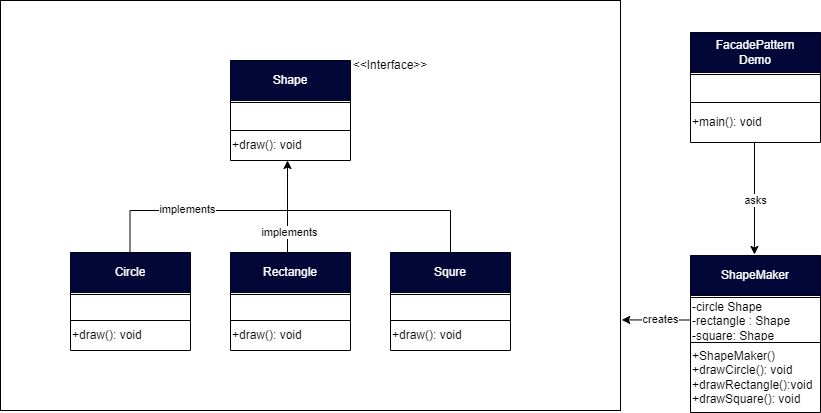 <<Interface>>
Shape
+draw(): void
implements
implements
Circle
+draw(): void
Rectangle
+draw(): void
Squre
+draw(): void
FacadePattern
Demo
+main(): void
asks
ShapeMaker
-circle Shape
-rectangle : Shape
-square: Shape
+ShapeMaker()
+drawCircle(): void
+drawRectangle():void
+drawSquare(): void
creates